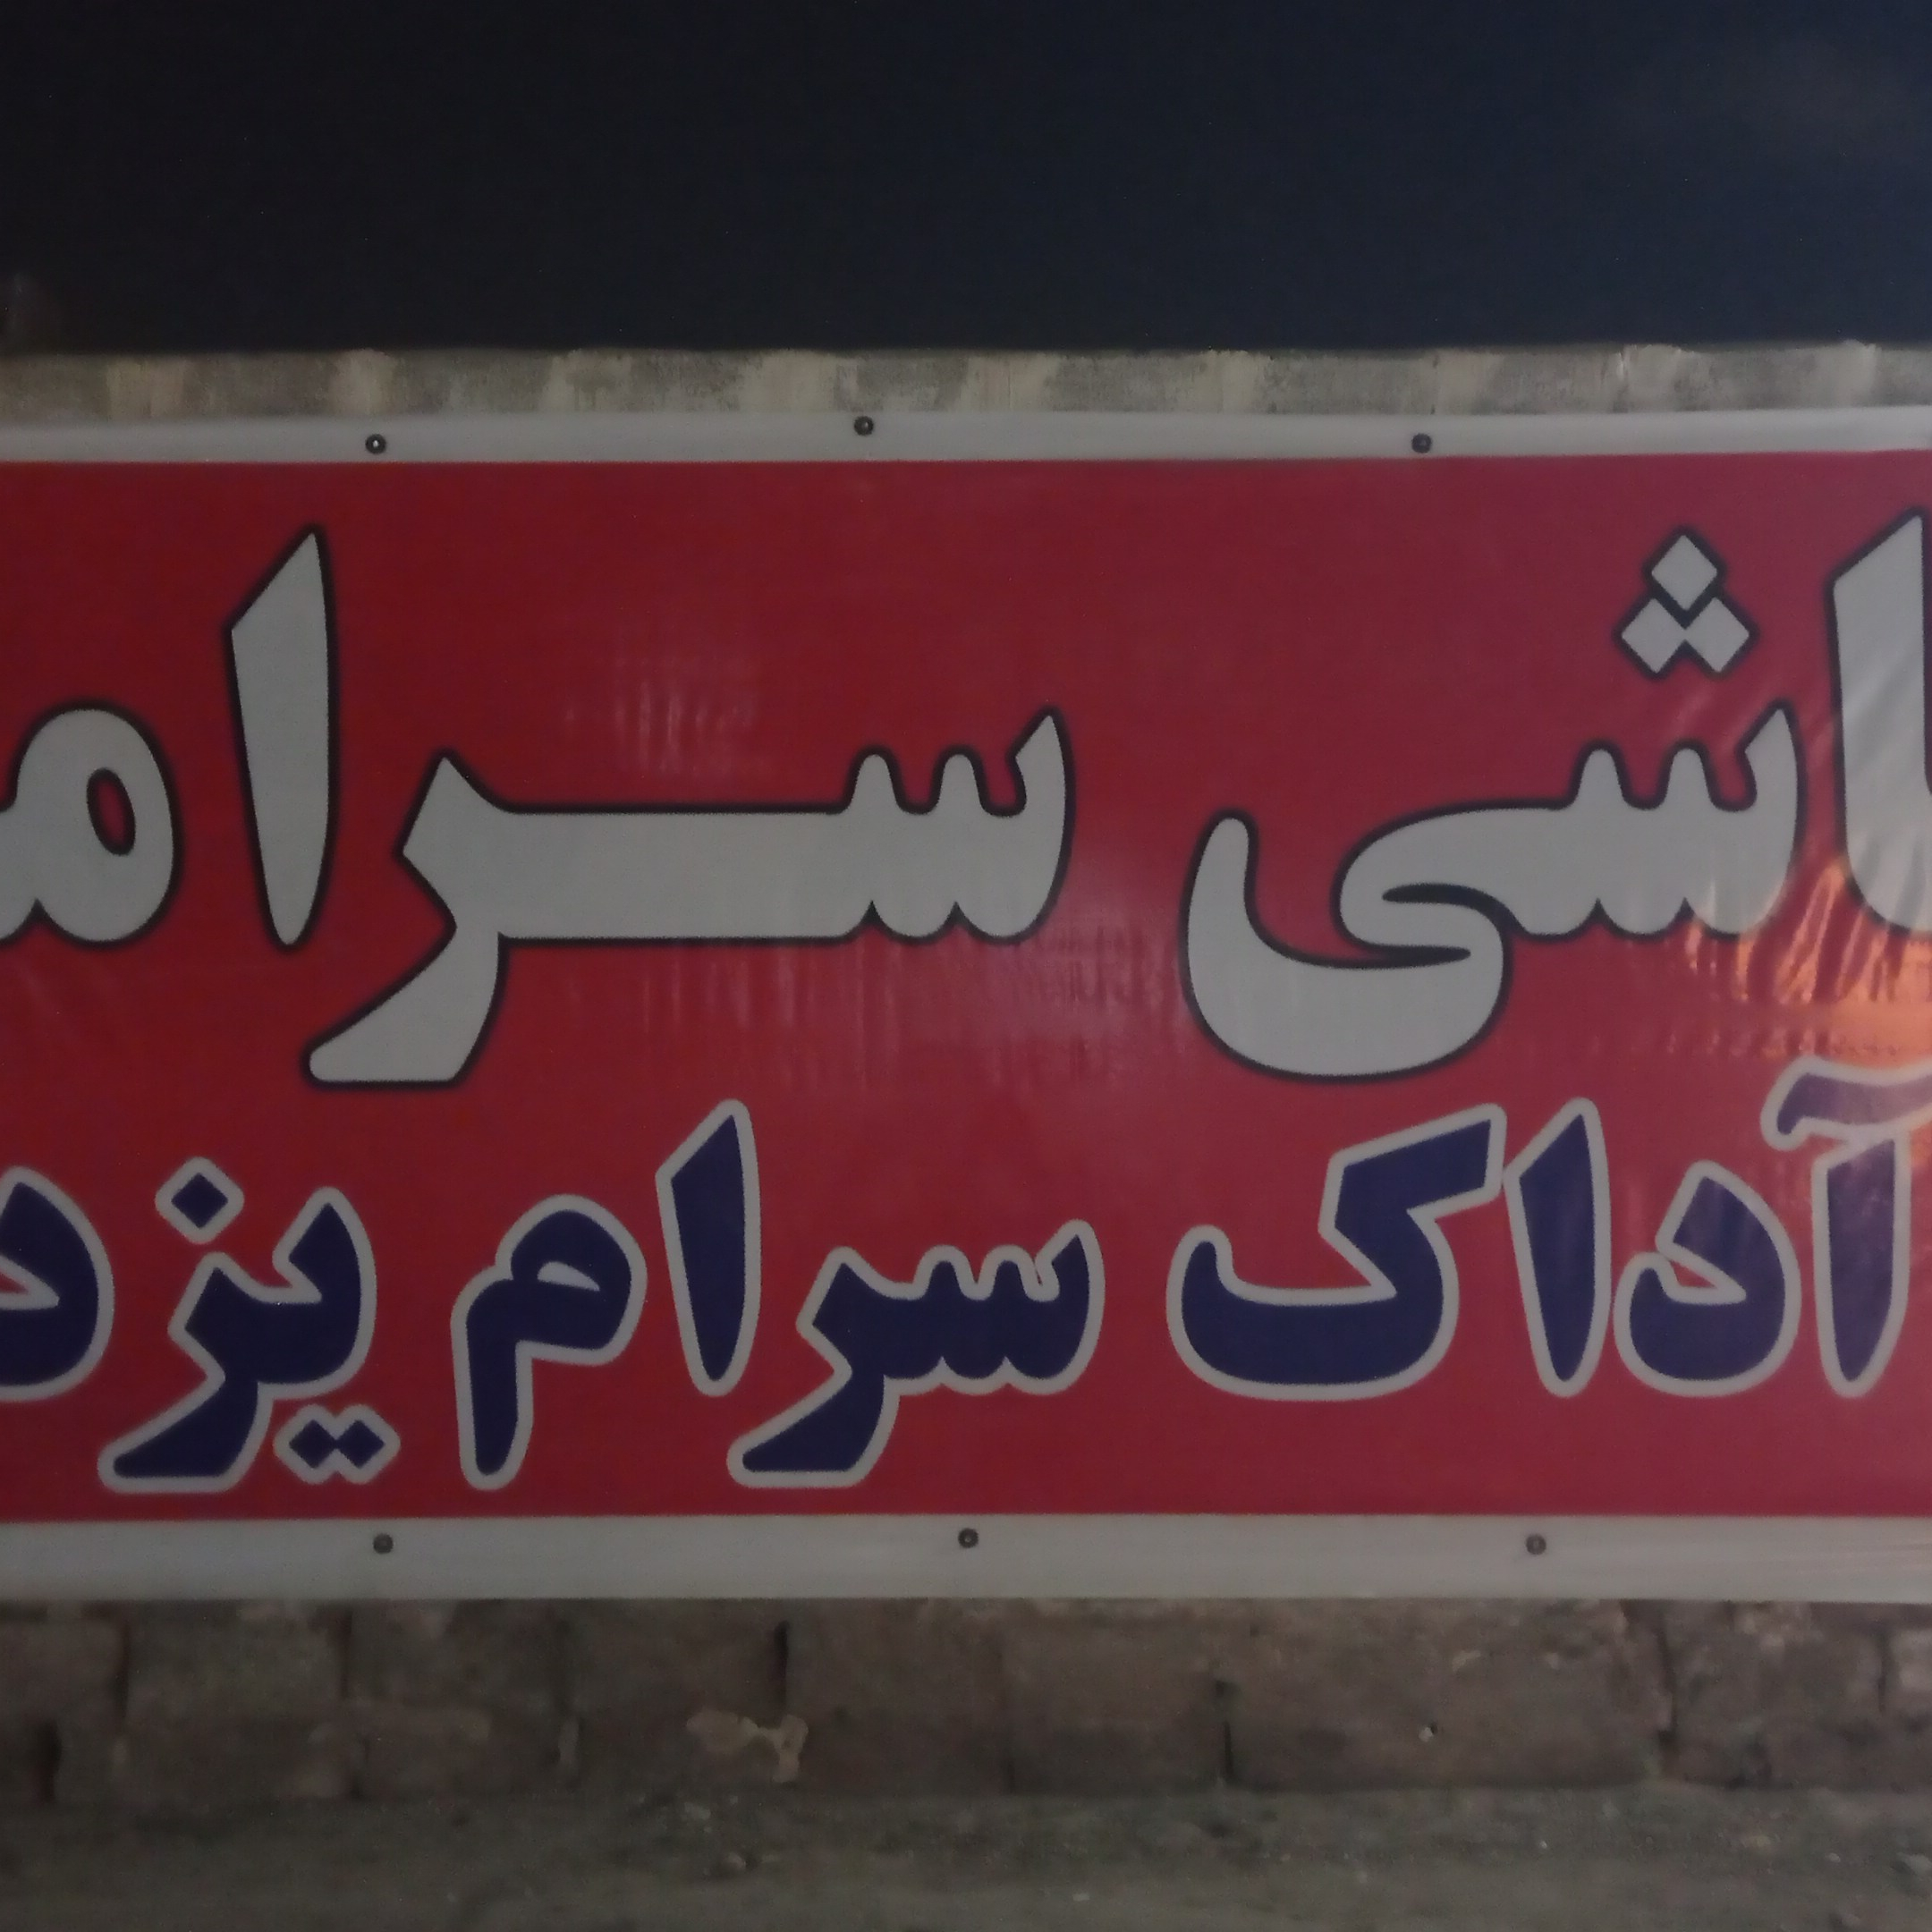 اشی سرام
آداک سرام یزد